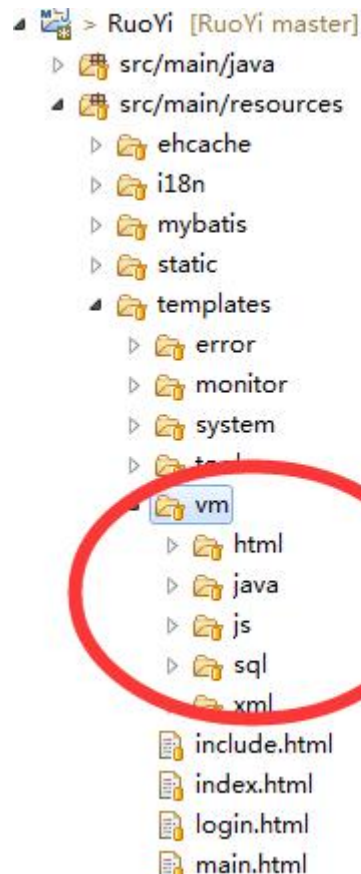 > RuoYi [RuoYi master]
src/main/java
src/main/resources
ehcache
i18n
mybatis
static
templates
error
monitor
system
vm
html
java
js
sql
xml
include.html
index.html
login.html
main.html